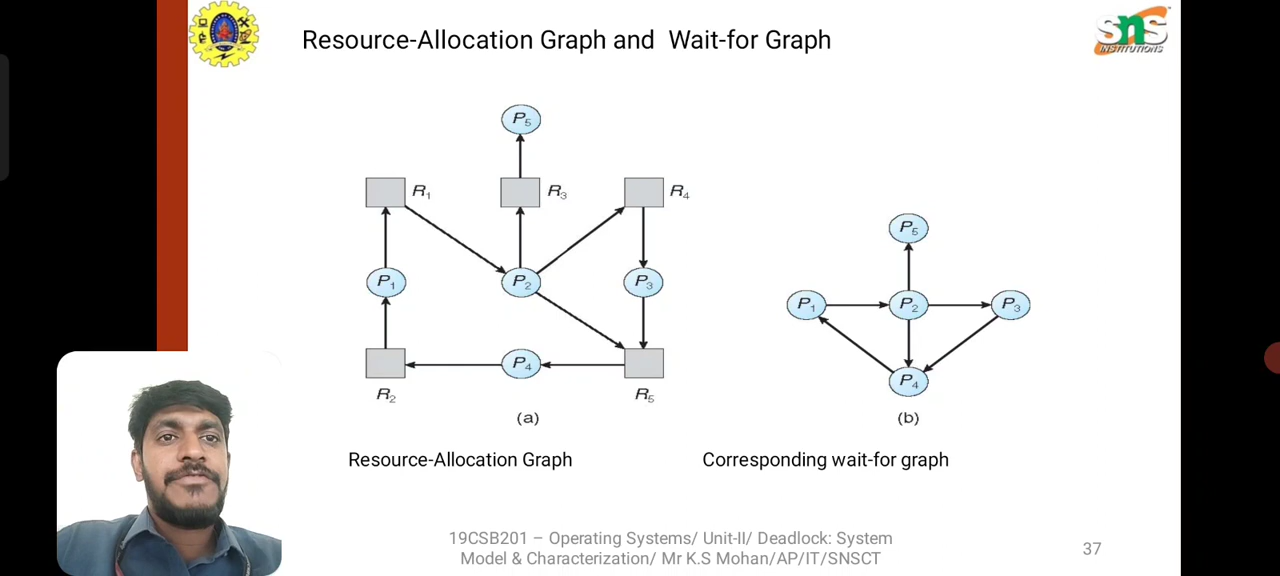 Resource-Allocation Graph and Wait-for Graph
sns
INSTITUTIONS
P5
R1
R3
R4
P5
P1
P2
P3
P1
P2
P3
P4
P4
R2
R5
(a)
(b)
Resource-Allocation Graph
Corresponding wait-for graph
19CSB201 – Operating Systems/ Unit-II/ Deadlock: System
Model & Characterization/ Mr K.S Mohan/AP/IT/SNSCT
37